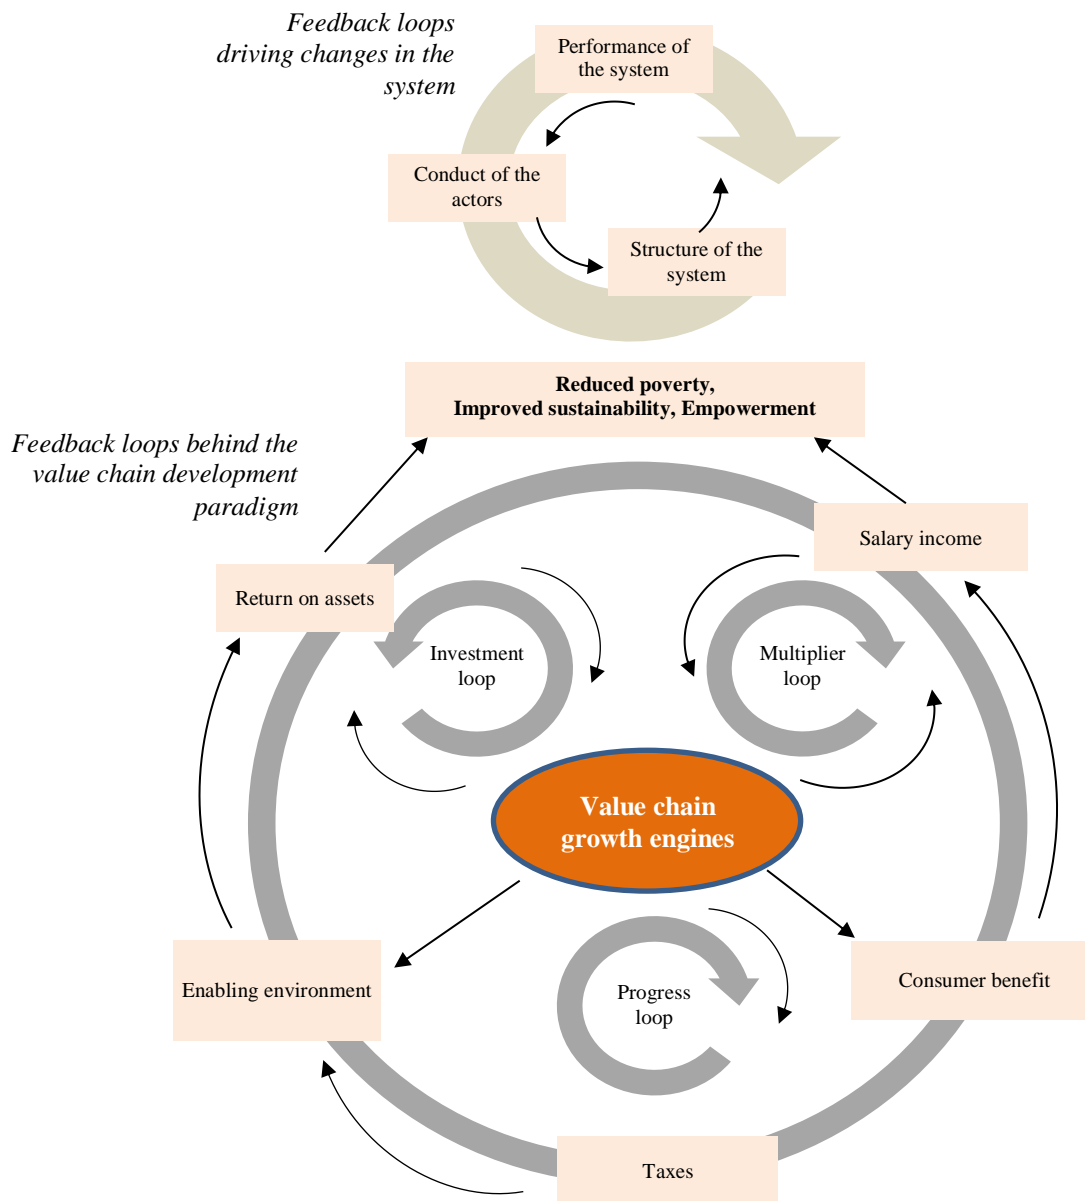 Feedback loops
driving changes in the
system
Performance of
the system
Conduct of the
actors
Structure of the
system
Reduced poverty,
Improved sustainability, Empowerment
Feedback loops behind the
value chain development
paradigm
Salary income
Return on assets
Investment
loop
Multiplier
loop
Value chain
growth engines
Enabling environment
Consumer benefit
Progress
loop
Taxes